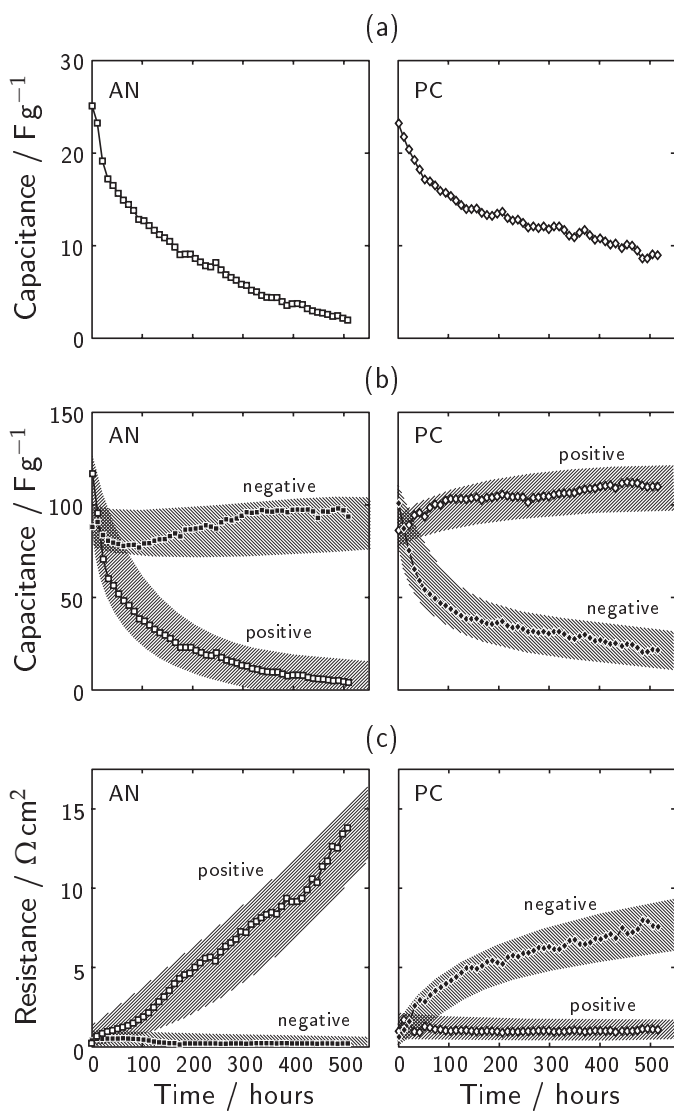 (a)
AN
PC
Capacitance / F g⁻¹
30
20
10
0
(b)
AN
PC
Capacitance / F g⁻¹
150
100
50
0
negative
positive
positive
negative
(c)
AN
PC
Resistance / Ω cm²
15
10
5
0
positive
negative
negative
positive
0 100 200 300 400 500
0 100 200 300 400 500
Time / hours
Time / hours